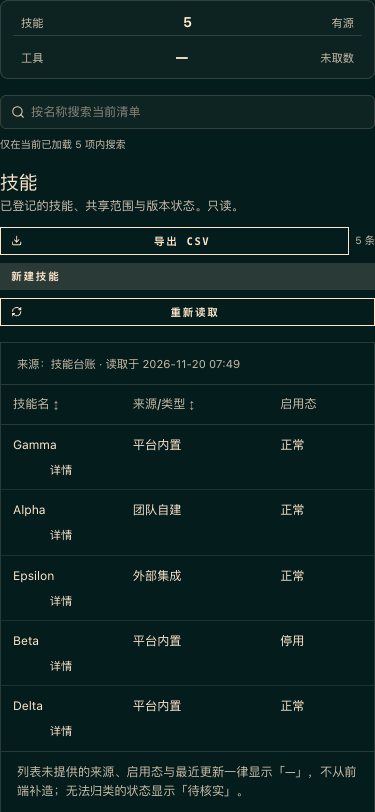 技能 5 有源
工具 — 未取数
按名称搜索当前清单
仅在当前已加载 5 项内搜索
技能
已登记的技能、共享范围与版本状态。只读。
导出 CSV 5 条
新建技能
重新读取
来源：技能台账 · 读取于 2026-11-20 07:49
技能名 ↕ 来源/类型 ↕ 启用态
Gamma 平台内置 正常
详情
Alpha 团队自建 正常
详情
Epsilon 外部集成 正常
详情
Beta 平台内置 停用
详情
Delta 平台内置 正常
详情
列表未提供的来源、启用态与最近更新一律显示「—」，不从前
端补造；无法归类的状态显示「待核实」。